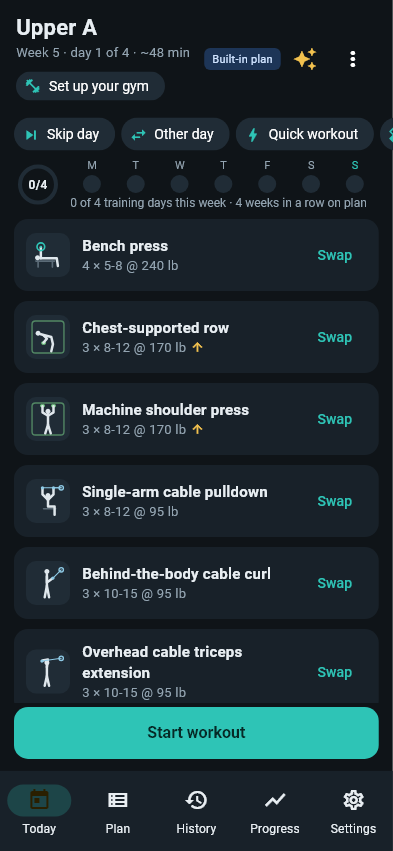 Upper A
Week 5 · day 1 of 4 · ~48 min
Built-in plan
Set up your gym
Skip day
Other day
Quick workout
M T W T F S S
0/4
0 of 4 training days this week · 4 weeks in a row on plan
Bench press
4 × 5-8 @ 240 lb
Swap
Chest-supported row
3 × 8-12 @ 170 lb ↑
Swap
Machine shoulder press
3 × 8-12 @ 170 lb ↑
Swap
Single-arm cable pulldown
3 × 8-12 @ 95 lb
Swap
Behind-the-body cable curl
3 × 10-15 @ 95 lb
Swap
Overhead cable triceps
extension
3 × 10-15 @ 95 lb
Swap
Start workout
Today
Plan
History
Progress
Settings